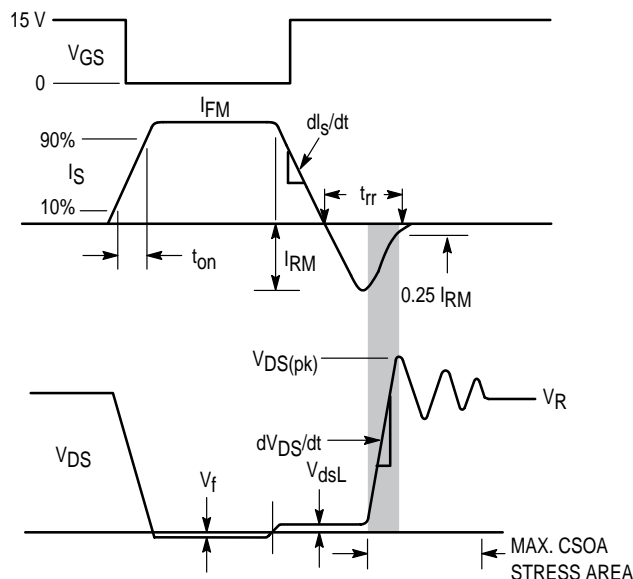 15 V
VGS
0
IFM
90%
dIs/dt
IS
trr
10%
ton
IRM
0.25 IRM
VDS(pk)
VR
dVDS/dt
VDS
Vf
VdsL
MAX. CSOA
STRESS AREA